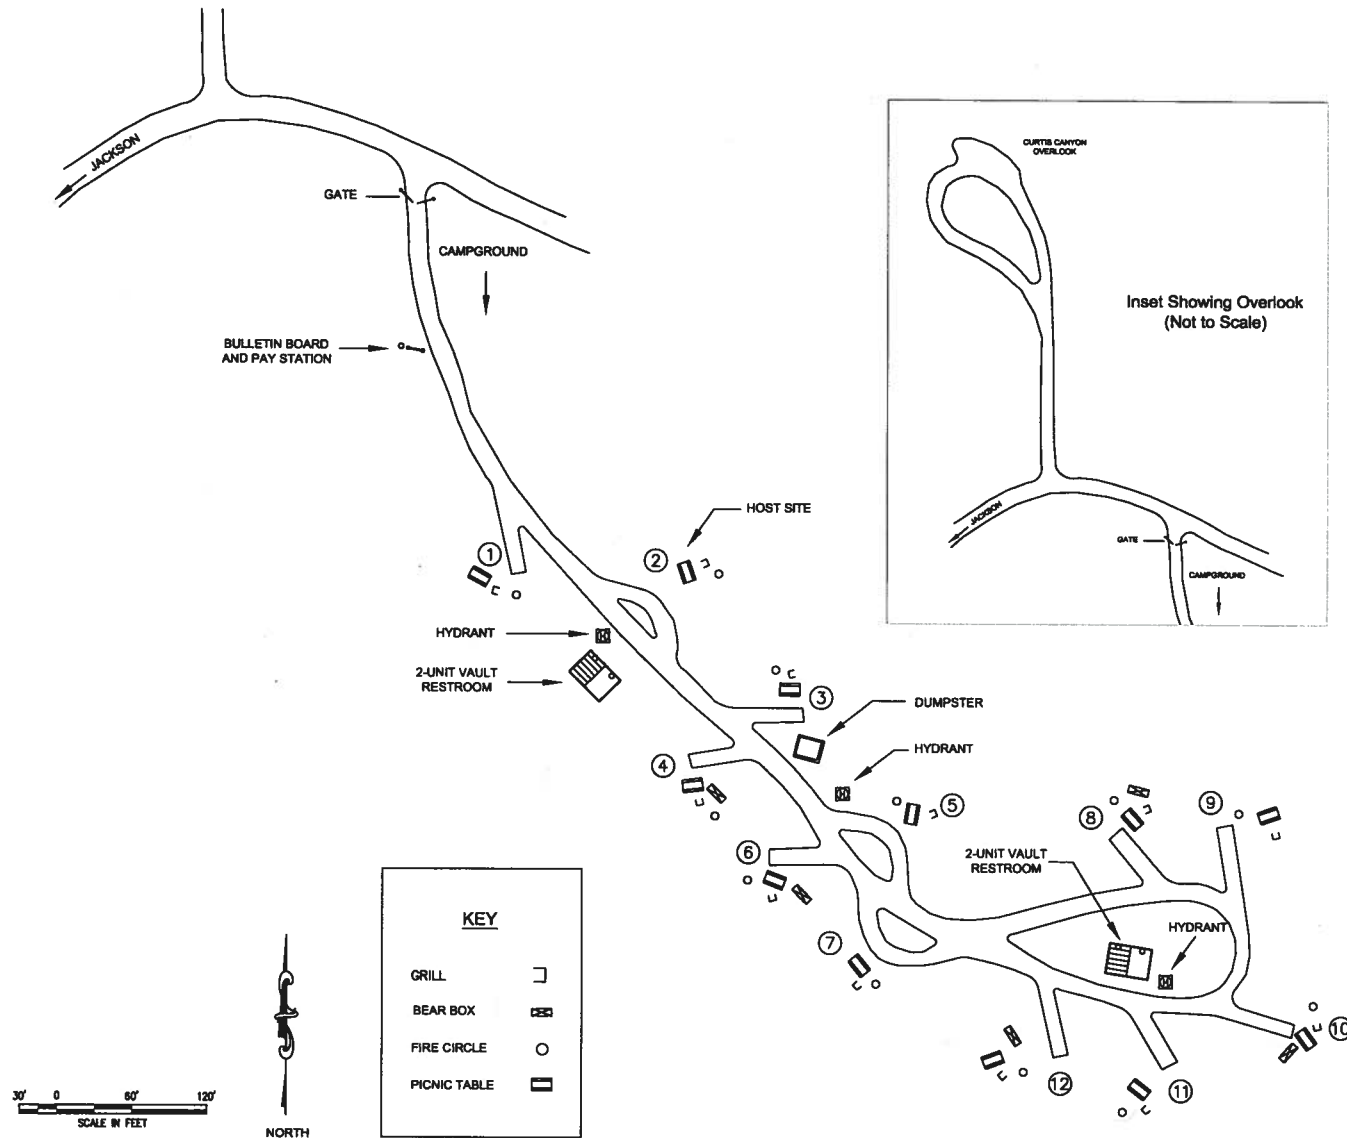 JACKSON
GATE
CAMPGROUND
BULLETIN BOARD
AND PAY STATION
CURTIS CANYON
OVERLOOK
Inset Showing Overlook
(Not to Scale)
JACKSON
GATE
CAMPGROUND
HOST SITE
1
2
HYDRANT
2-UNIT VAULT
RESTROOM
3
DUMPSTER
HYDRANT
4
5
6
7
8
9
2-UNIT VAULT
RESTROOM
HYDRANT
10
11
12
KEY
GRILL
BEAR BOX
FIRE CIRCLE
PICNIC TABLE
30' 0 60' 120'
SCALE IN FEET
NORTH